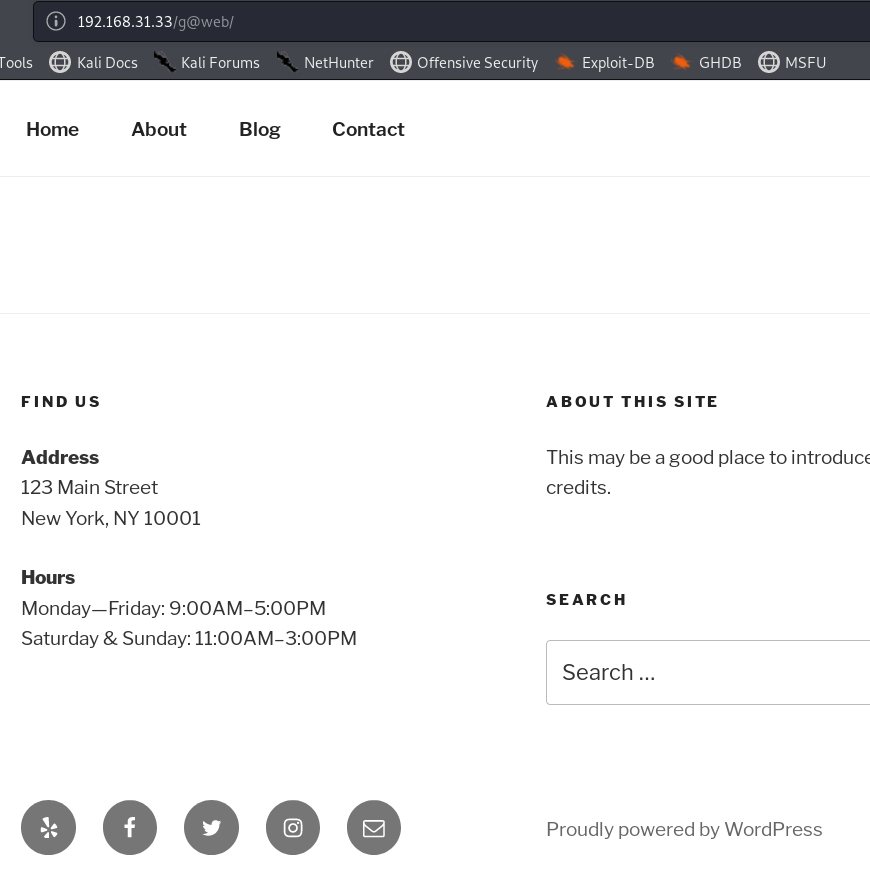 192.168.31.33/g@web/
Tools Kali Docs Kali Forums NetHunter Offensive Security Exploit-DB GHDB MSFU
Home About Blog Contact
FIND US
Address
123 Main Street
New York, NY 10001
Hours
Monday—Friday: 9:00AM–5:00PM
Saturday & Sunday: 11:00AM–3:00PM
ABOUT THIS SITE
This may be a good place to introduce
credits.
SEARCH
Search …
Proudly powered by WordPress